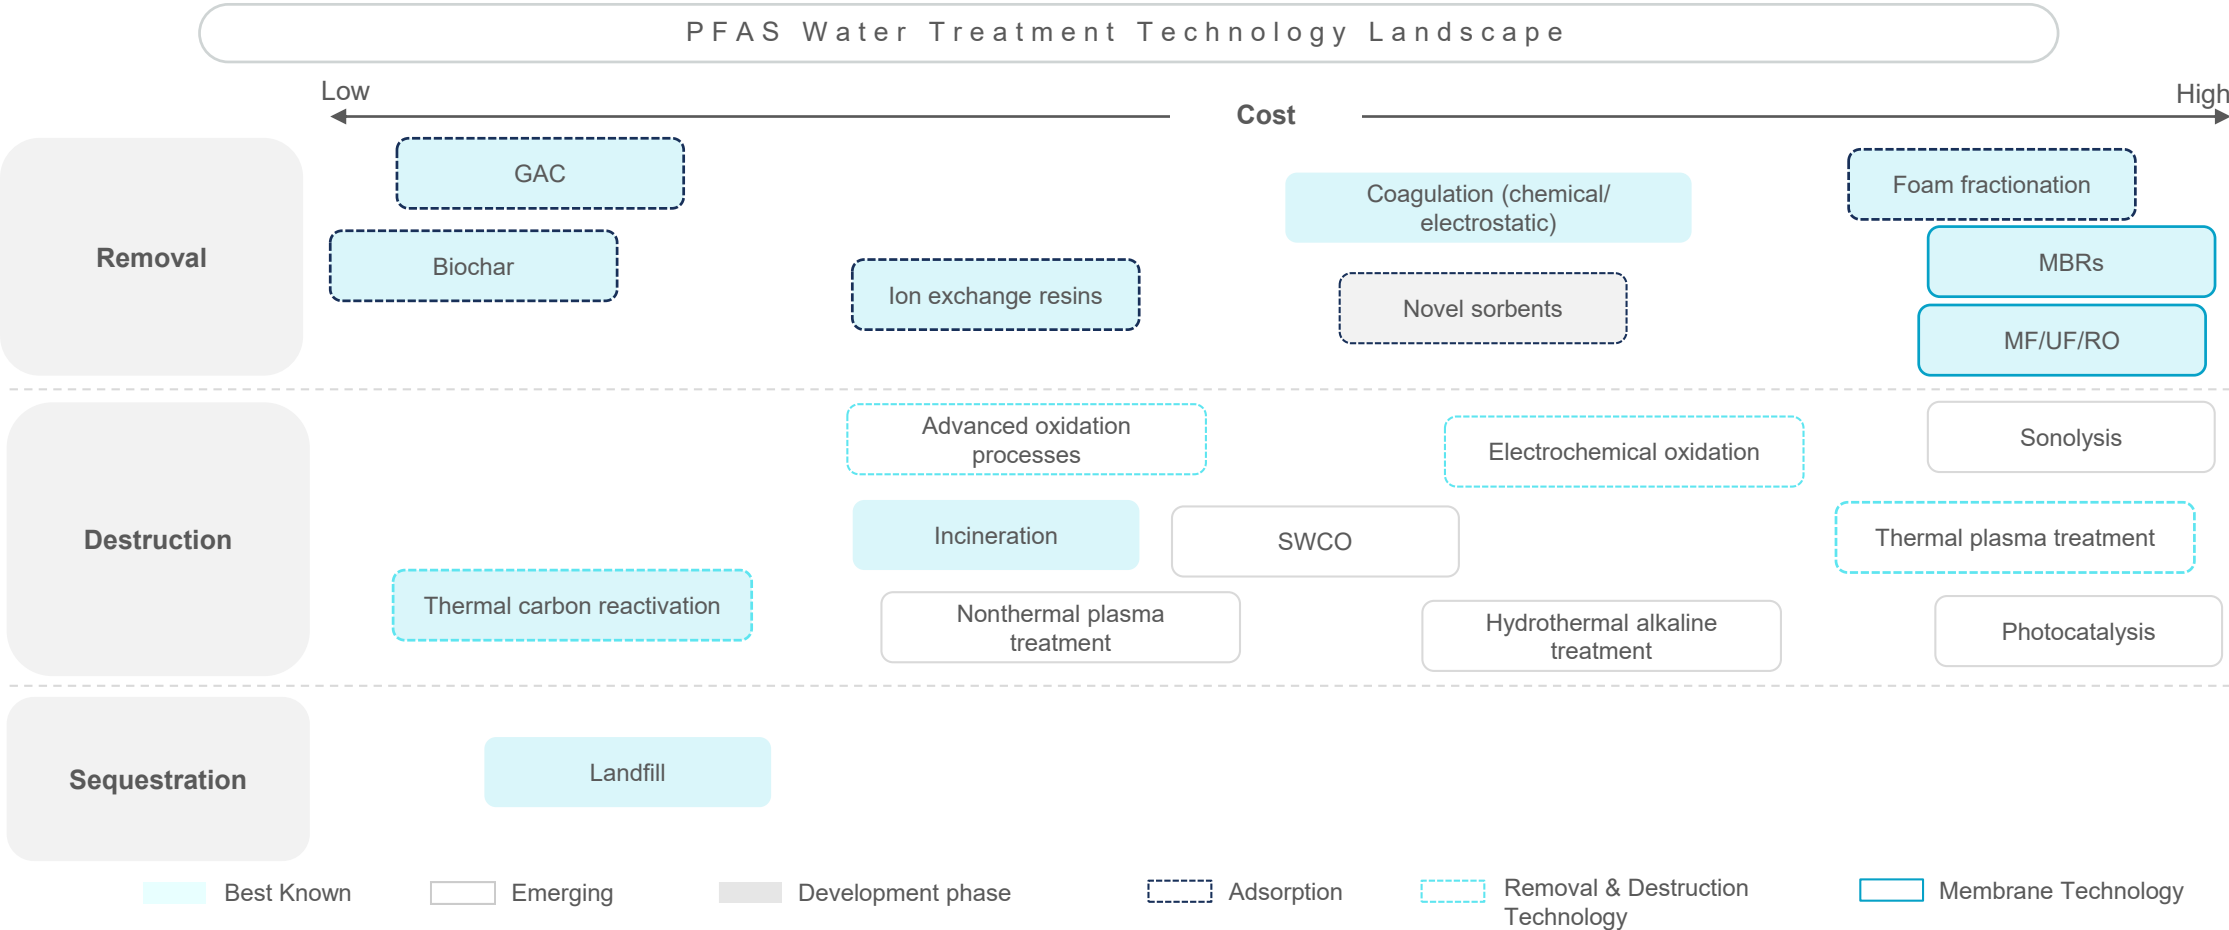 PFAS Water Treatment Technology Landscape
Low
High
Cost
GAC
Foam fractionation
Coagulation (chemical/
electrostatic)
Removal
Biochar
MBRs
Ion exchange resins
Novel sorbents
MF/UF/RO
Advanced oxidation
processes
Electrochemical oxidation
Sonolysis
Destruction
Incineration
SWCO
Thermal plasma treatment
Thermal carbon reactivation
Nonthermal plasma
treatment
Hydrothermal alkaline
treatment
Photocatalysis
Sequestration
Landfill
Best Known
Emerging
Development phase
Adsorption
Removal & Destruction
Technology
Membrane Technology